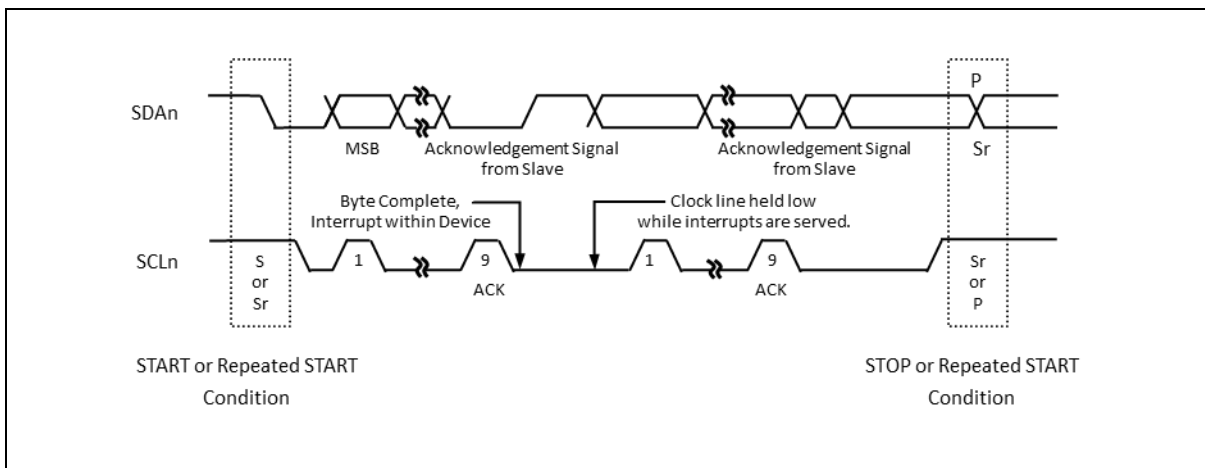 P
SDAn
MSB
Acknowledgement Signal
from Slave
Acknowledgement Signal
from Slave
Sr
Byte Complete,
Interrupt within Device
Clock line held low
while interrupts are served.
SCLn
S
or
Sr
1
9
ACK
1
9
ACK
Sr
or
P
START or Repeated START
Condition
STOP or Repeated START
Condition